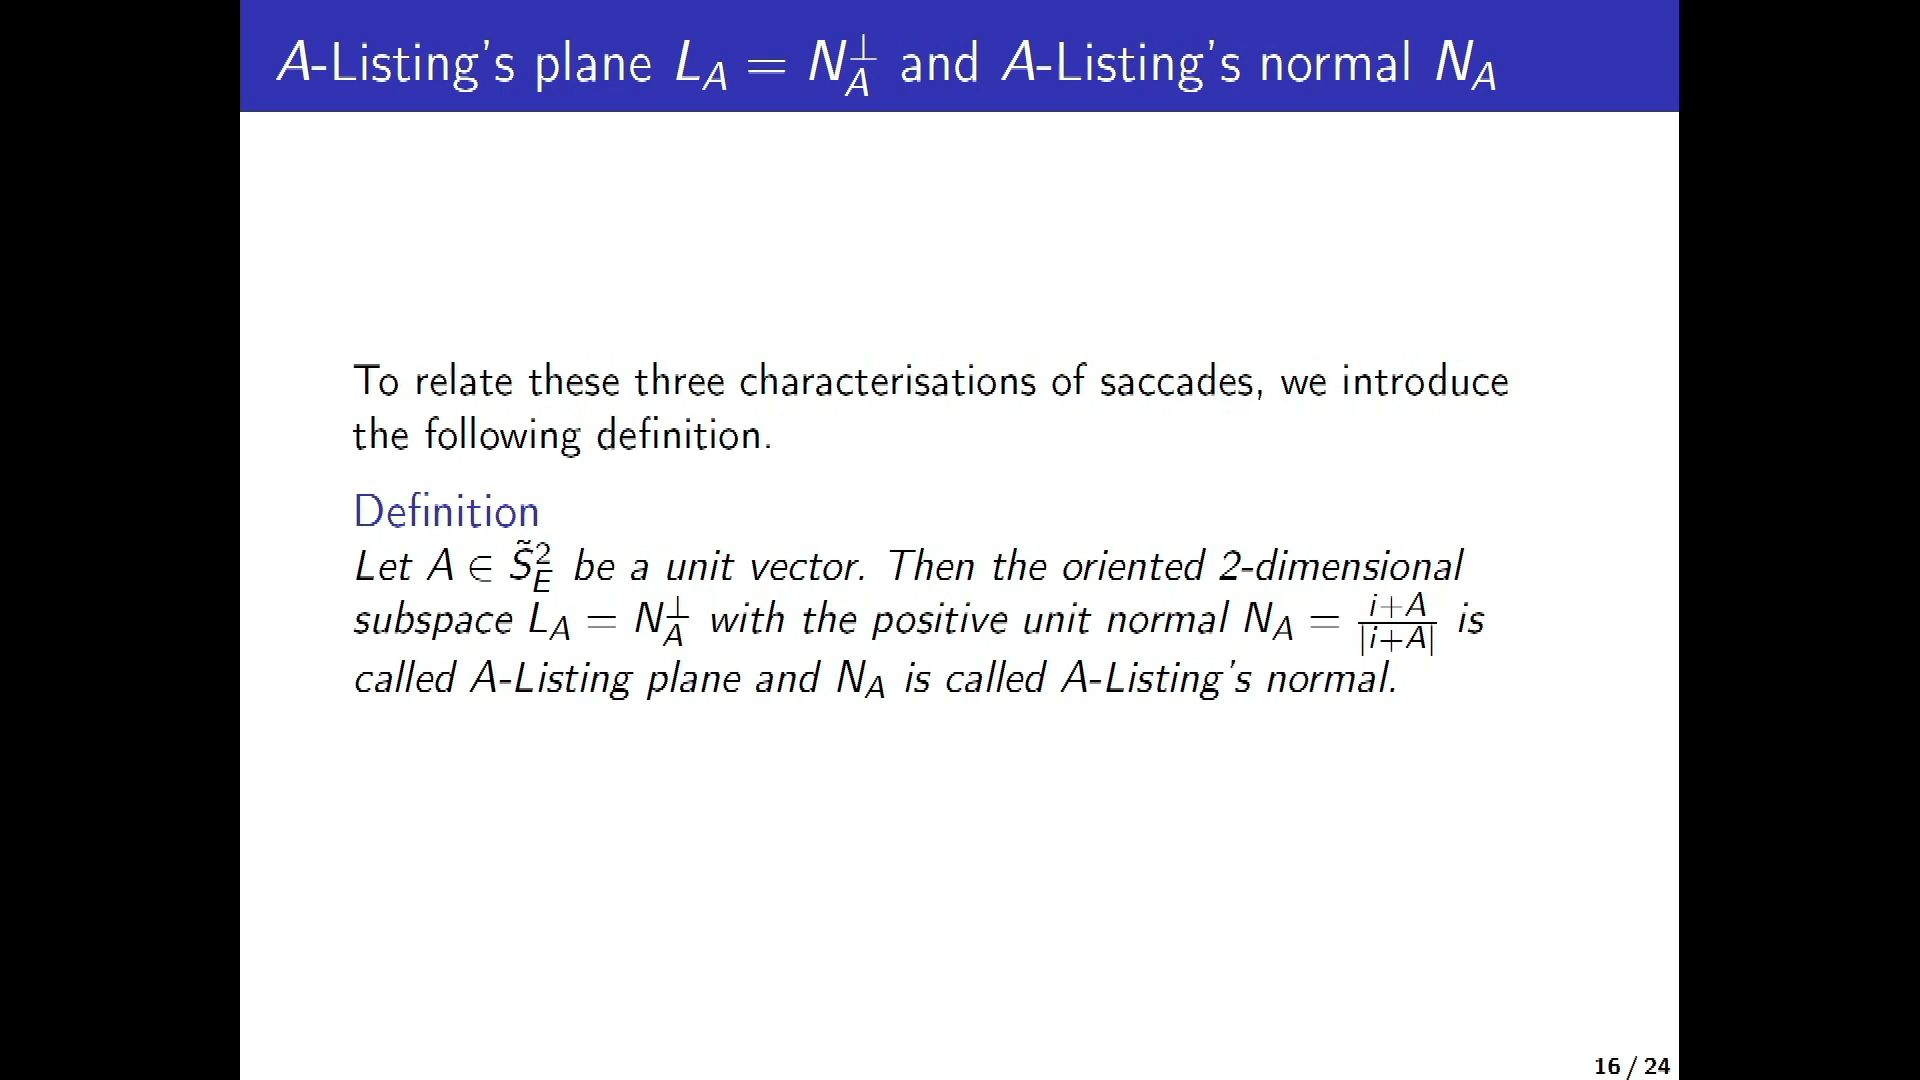 A-Listing's plane L_A = N_A^⊥ and A-Listing's normal N_A
To relate these three characterisations of saccades, we introduce
the following definition.
Definition
Let A ∈ S̃_E^2 be a unit vector. Then the oriented 2-dimensional
subspace L_A = N_A^⊥ with the positive unit normal N_A = \frac{i+A}{|i+A|} is
called A-Listing plane and N_A is called A-Listing's normal.
16 / 24